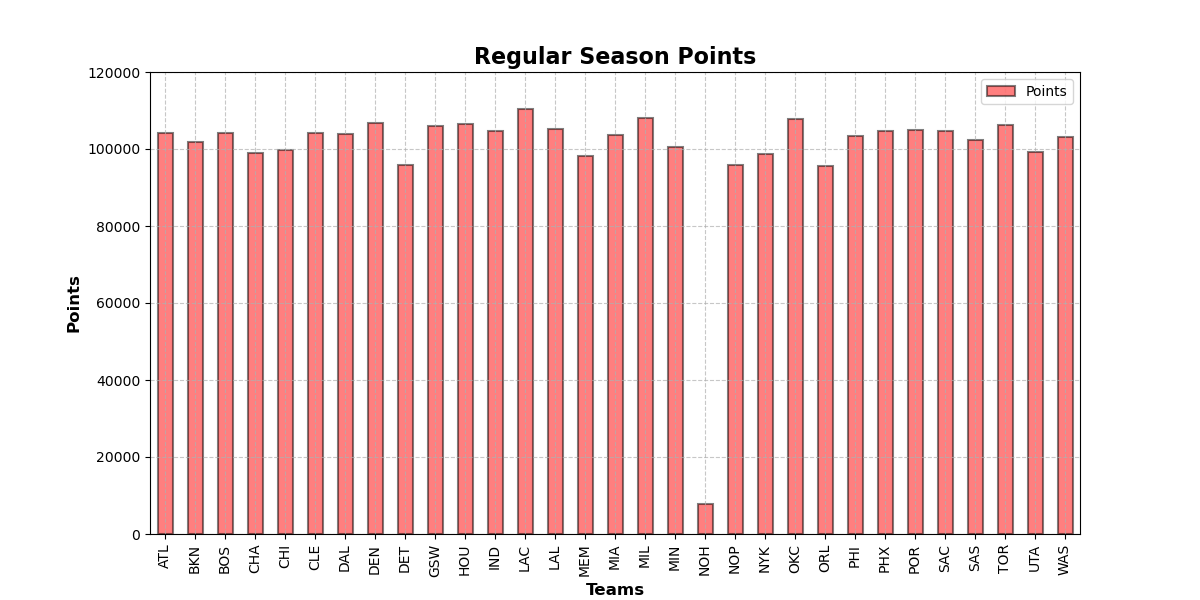 Regular Season Points
120000
100000
80000
60000
40000
20000
0
Points
Points
ATL
BKN
BOS
CHA
CHI
CLE
DAL
DEN
DET
GSW
HOU
IND
LAC
LAL
MEM
MIA
MIL
MIN
NOH
NOP
NYK
OKC
ORL
PHI
PHX
POR
SAC
SAS
TOR
UTA
WAS
Teams